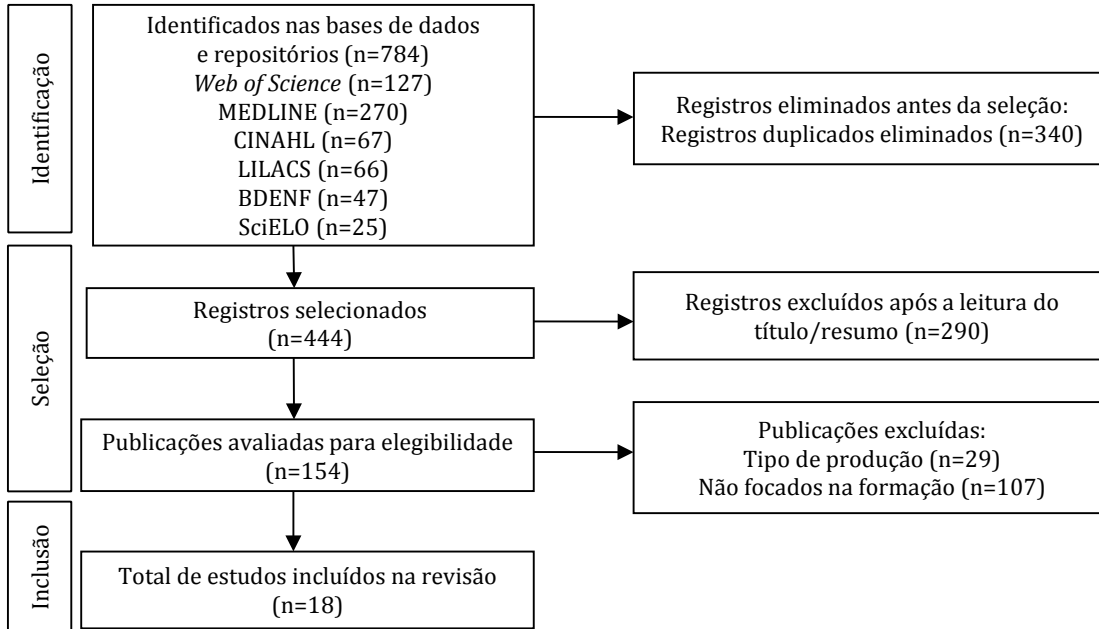 Identificação
Identificados nas bases de dados
e repositórios (n=784)
Web of Science (n=127)
MEDLINE (n=270)
CINAHL (n=67)
LILACS (n=66)
BDENF (n=47)
SciELO (n=25)
Registros eliminados antes da seleção:
Registros duplicados eliminados (n=340)
Seleção
Registros selecionados
(n=444)
Registros excluídos após a leitura do
título/resumo (n=290)
Publicações avaliadas para elegibilidade
(n=154)
Publicações excluídas:
Tipo de produção (n=29)
Não focados na formação (n=107)
Inclusão
Total de estudos incluídos na revisão
(n=18)